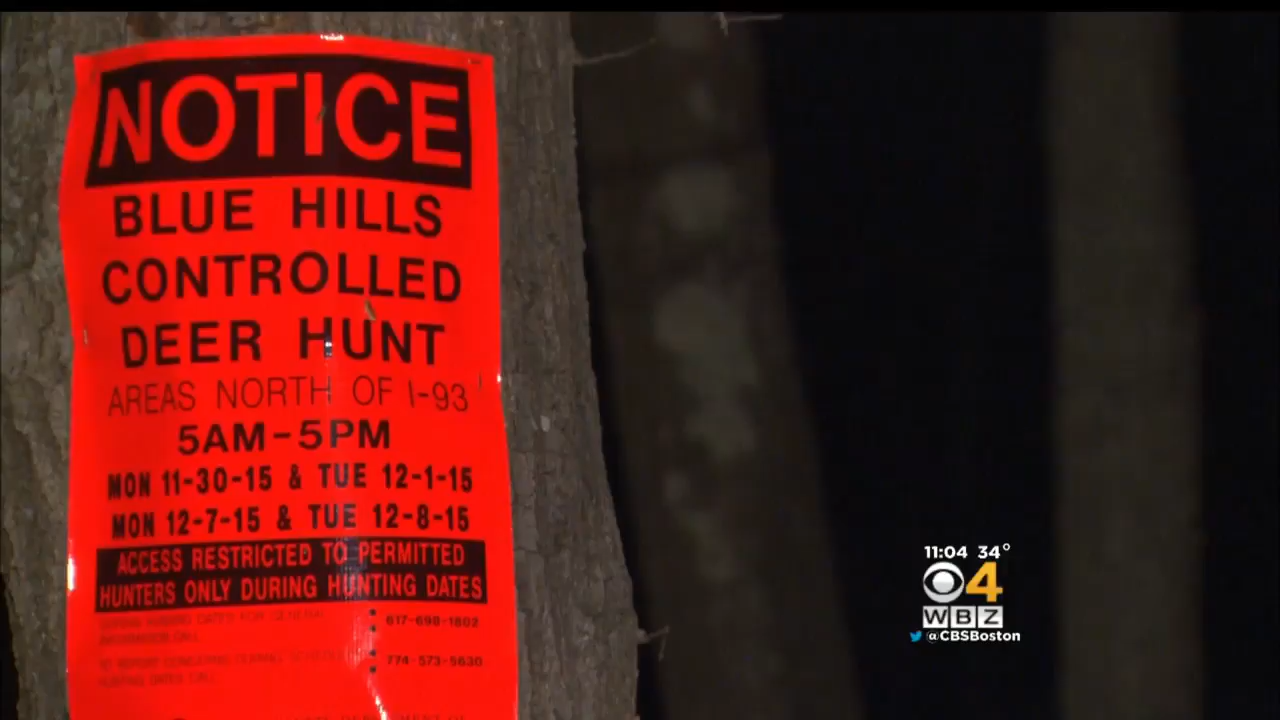 NOTICE
BLUE HILLS
CONTROLLED
DEER HUNT
AREAS NORTH OF I-93
5AM-5PM
MON 11-30-15 & TUE 12-1-15
MON 12-7-15 & TUE 12-8-15
ACCESS RESTRICTED TO PERMITTED
HUNTERS ONLY DURING HUNTING DATES
617-698-1802
774-573-5630
11:04 34°
4
WBZ
@CBSBoston